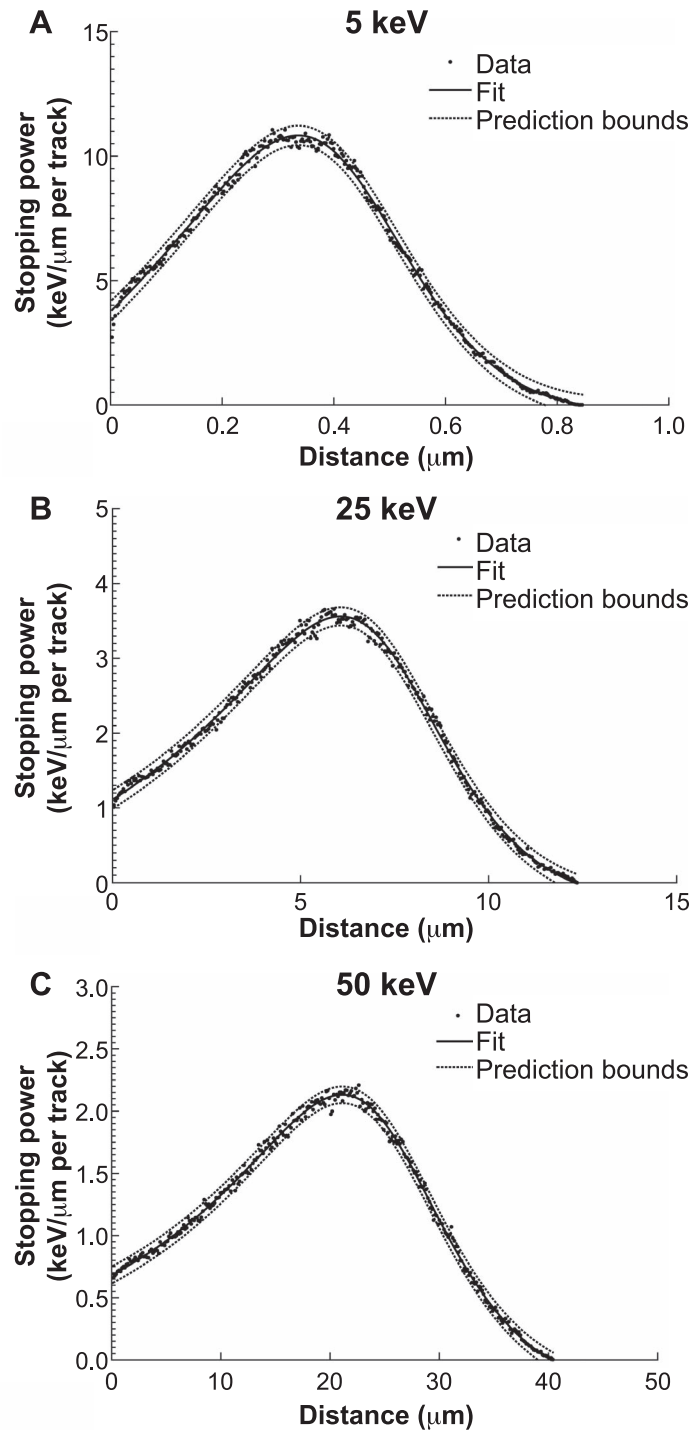 A
5 keV
15
10
5
0
Stopping power
(keV/μm per track)
Data
Fit
Prediction bounds
0
0.2
0.4
0.6
0.8
1.0
Distance (μm)
B
25 keV
5
4
3
2
1
0
Stopping power
(keV/μm per track)
Data
Fit
Prediction bounds
0
5
10
15
Distance (μm)
C
50 keV
3.0
2.5
2.0
1.5
1.0
0.5
0.0
Stopping power
(keV/μm per track)
Data
Fit
Prediction bounds
0
10
20
30
40
50
Distance (μm)